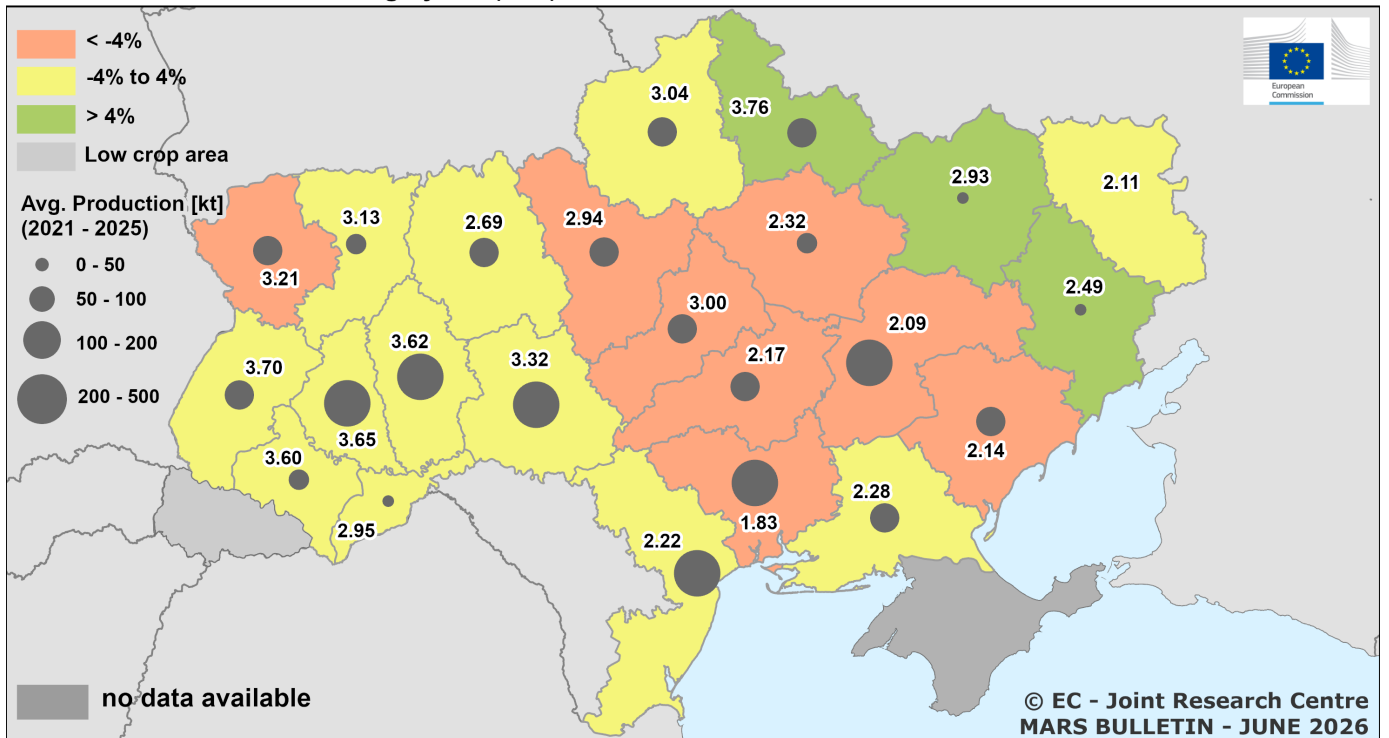 < -4%
-4% to 4%
> 4%
Low crop area
Avg. Production [kt]
(2021 - 2025)
0 - 50
50 - 100
100 - 200
200 - 500
European
Commission
3.04
3.76
2.93
2.11
3.13
2.69
2.94
2.32
3.21
2.49
3.00
2.09
3.62
3.32
2.17
3.70
3.65
2.14
3.60
2.28
2.95
1.83
2.22
no data available
© EC - Joint Research Centre
MARS BULLETIN - JUNE 2026